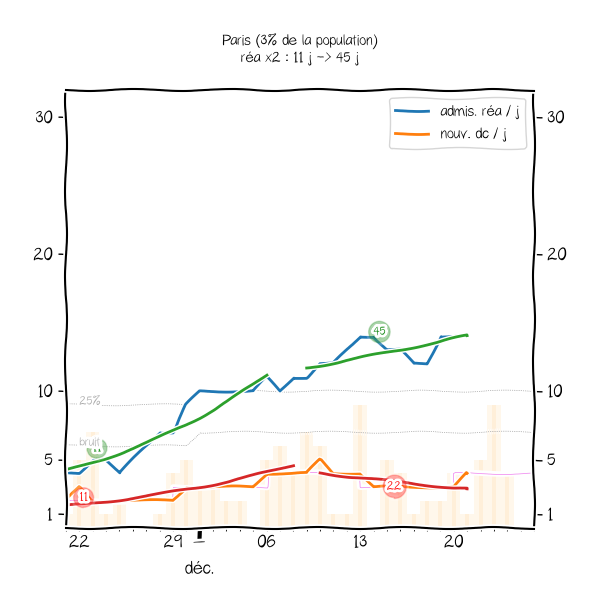 Paris (3% de la population)
réa x2 : 11 j -> 45 j
admis. réa / j
nouv. dc / j
30 30
20 20
10 10
5 5
1 1
25%
bruit
45
11
22
22 29 06 13 20
déc.